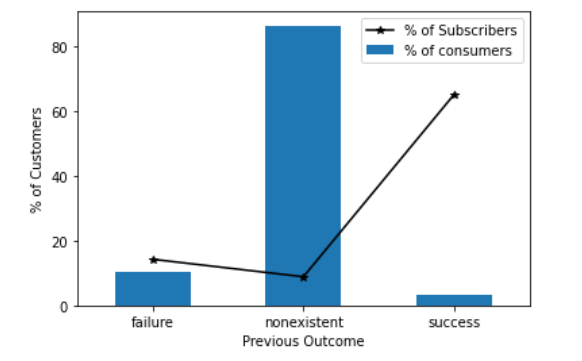 % of Subscribers
% of consumers
80
60
40
20
0
% of Customers
failure nonexistent success
Previous Outcome